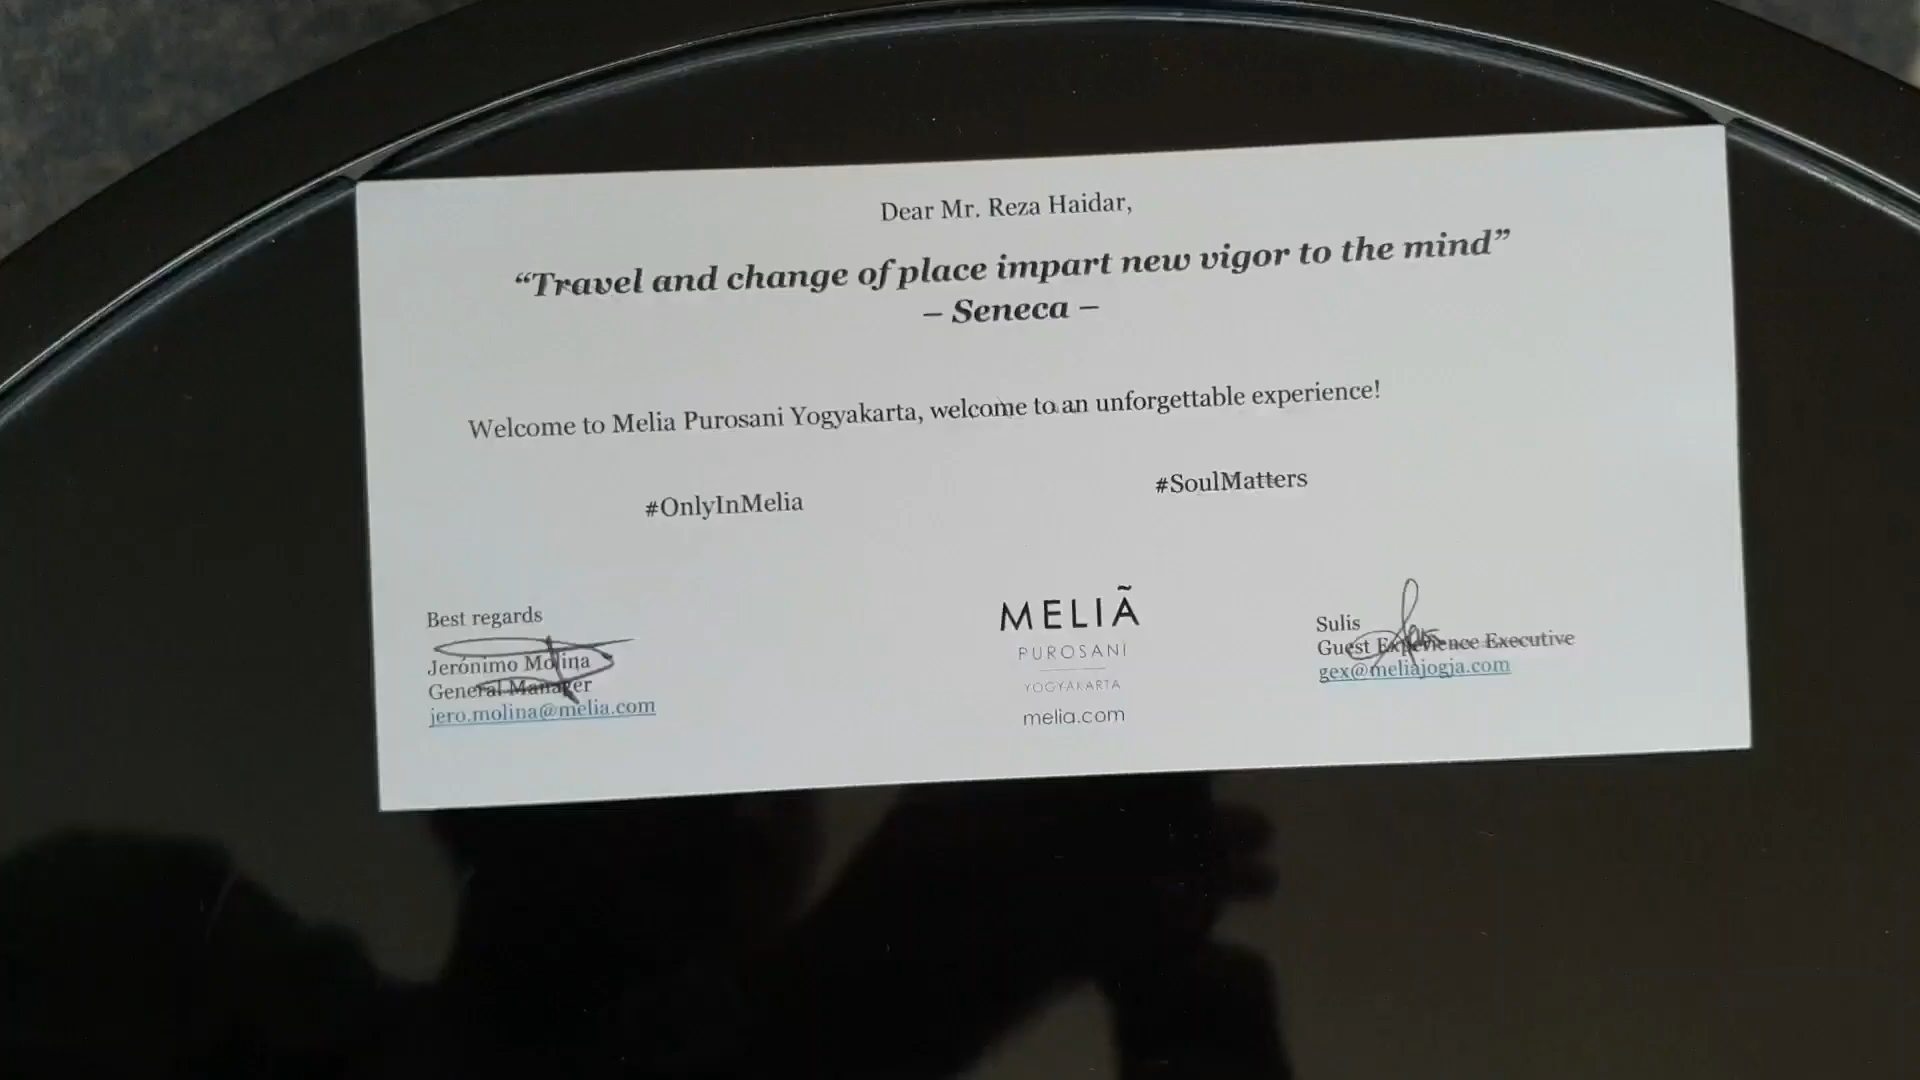 Dear Mr. Reza Haidar,
“Travel and change of place impart new vigor to the mind”
– Seneca –
Welcome to Melia Purosani Yogyakarta, welcome to an unforgettable experience!
#OnlyInMelia
#SoulMatters
Best regards
Jerónimo Molina
General Manager
jero.molina@melia.com
MELIÃ
PUROSANI
YOGYAKARTA
melia.com
Sulis
Guest Experience Executive
gex@meliajogja.com